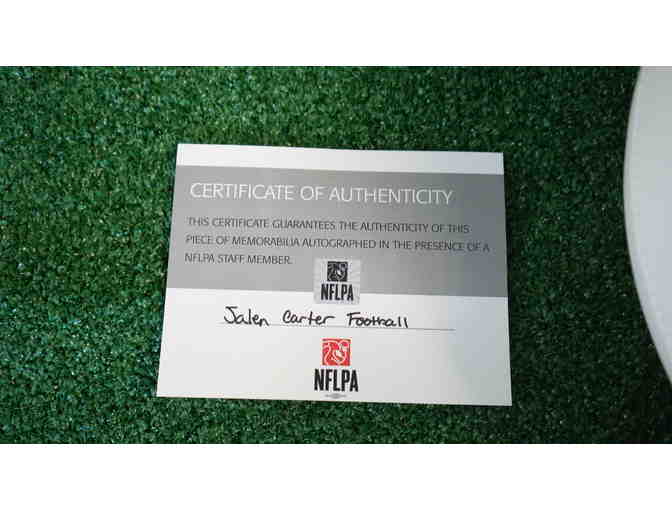 CERTIFICATE OF AUTHENTICITY
THIS CERTIFICATE GUARANTEES THE AUTHENTICITY OF THIS
PIECE OF MEMORABILIA AUTOGRAPHED IN THE PRESENCE OF A
NFLPA STAFF MEMBER.
NFLPA
Jalen Carter Football
NFLPA